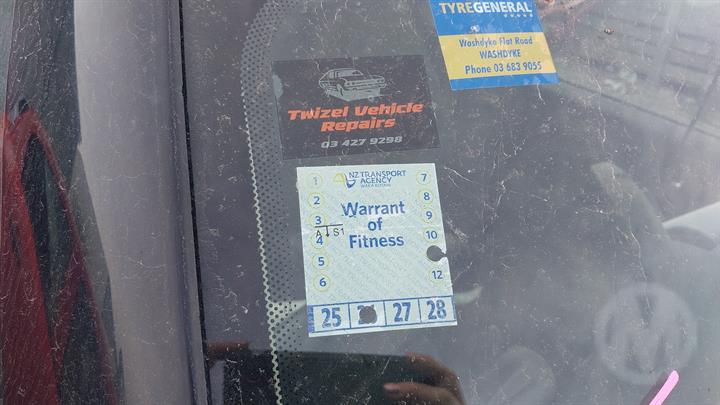 TYREGENERAL
Washdyke Flat Road
WASHDYKE
Phone 03 683 9055
Twizel Vehicle
Repairs
03 427 9298
NZ TRANSPORT
AGENCY
WAKA KOTAHI
1 7
2 8
3 9
A S1
4 10
5
6 12
Warrant
of
Fitness
25 27 28
M